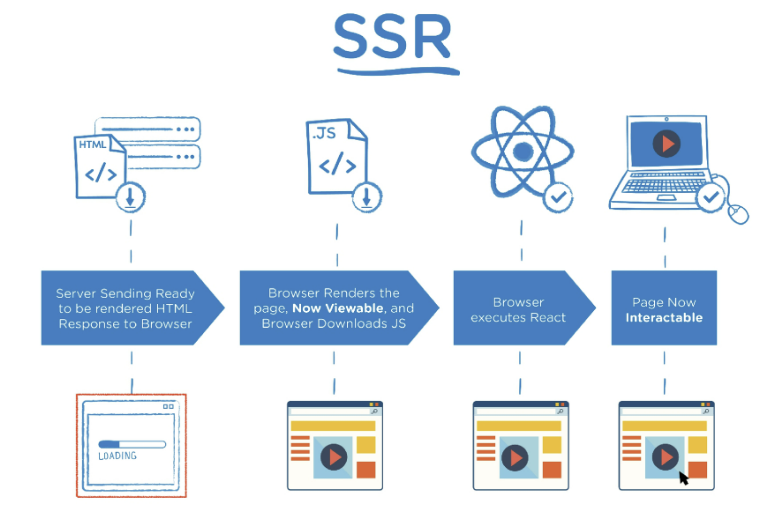 SSR
HTML
</>
.JS
</>
Server Sending Ready
to be rendered HTML
Response to Browser
Browser Renders the
page, Now Viewable, and
Browser Downloads JS
Browser
executes React
Page Now
Interactable
LOADING